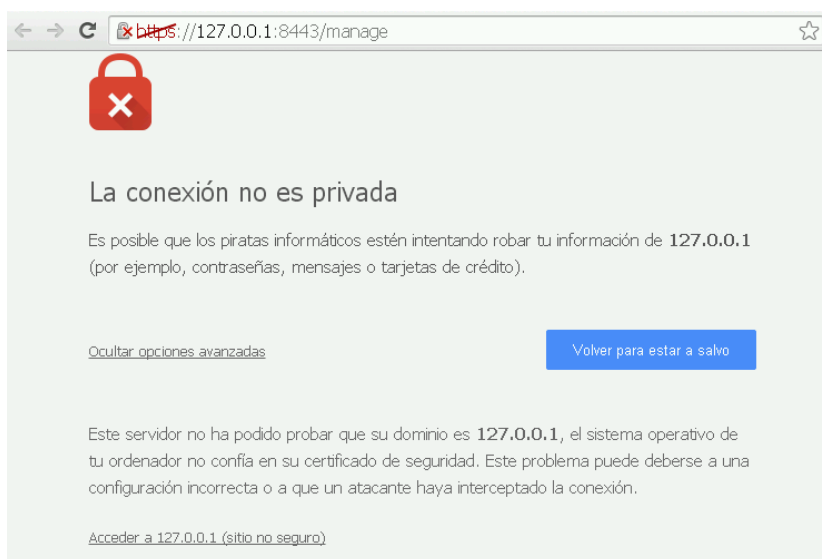 https://127.0.0.1:8443/manage
La conexión no es privada
Es posible que los piratas informáticos estén intentando robar tu información de 127.0.0.1
(por ejemplo, contraseñas, mensajes o tarjetas de crédito).
Ocultar opciones avanzadas
Volver para estar a salvo
Este servidor no ha podido probar que su dominio es 127.0.0.1, el sistema operativo de
tu ordenador no confía en su certificado de seguridad. Este problema puede deberse a una
configuración incorrecta o a que un atacante haya interceptado la conexión.
Acceder a 127.0.0.1 (sitio no seguro)